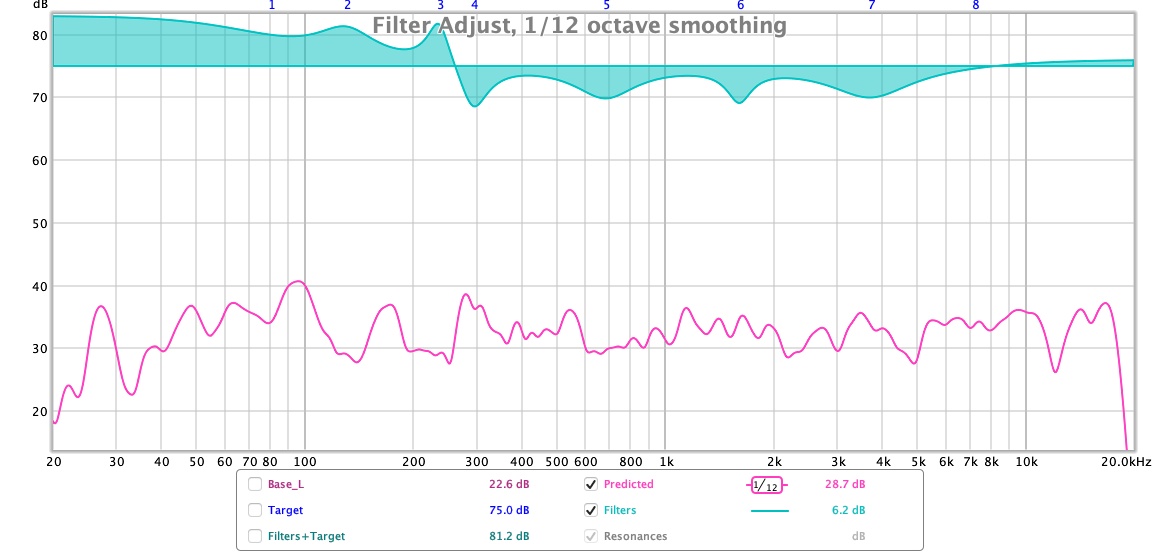 dB 1 2 3 4 5 6 7 8
Filter Adjust, 1/12 octave smoothing
80
70
60
50
40
30
20
20 30 40 50 60 70 80 100 200 300 400 500 600 800 1k 2k 3k 4k 5k 6k 7k 8k 10k 20.0kHz
Base_L 22.6 dB Predicted 1/12 28.7 dB
Target 75.0 dB Filters 6.2 dB
Filters+Target 81.2 dB Resonances dB